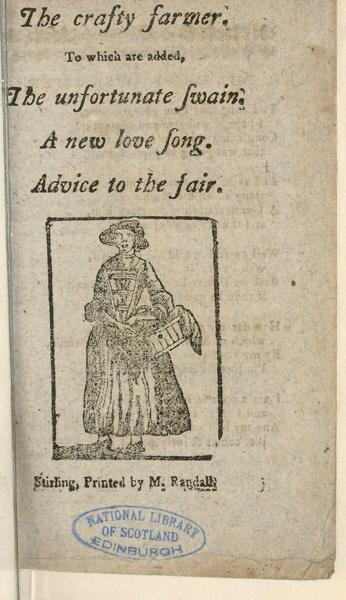 The crafty farmer.
To which are added,
The unfortunate ſwain.
A new love ſong.
Advice to the fair.
Stirling, Printed by M. Randall
NATIONAL LIBRARY
OF SCOTLAND
EDINBURGH